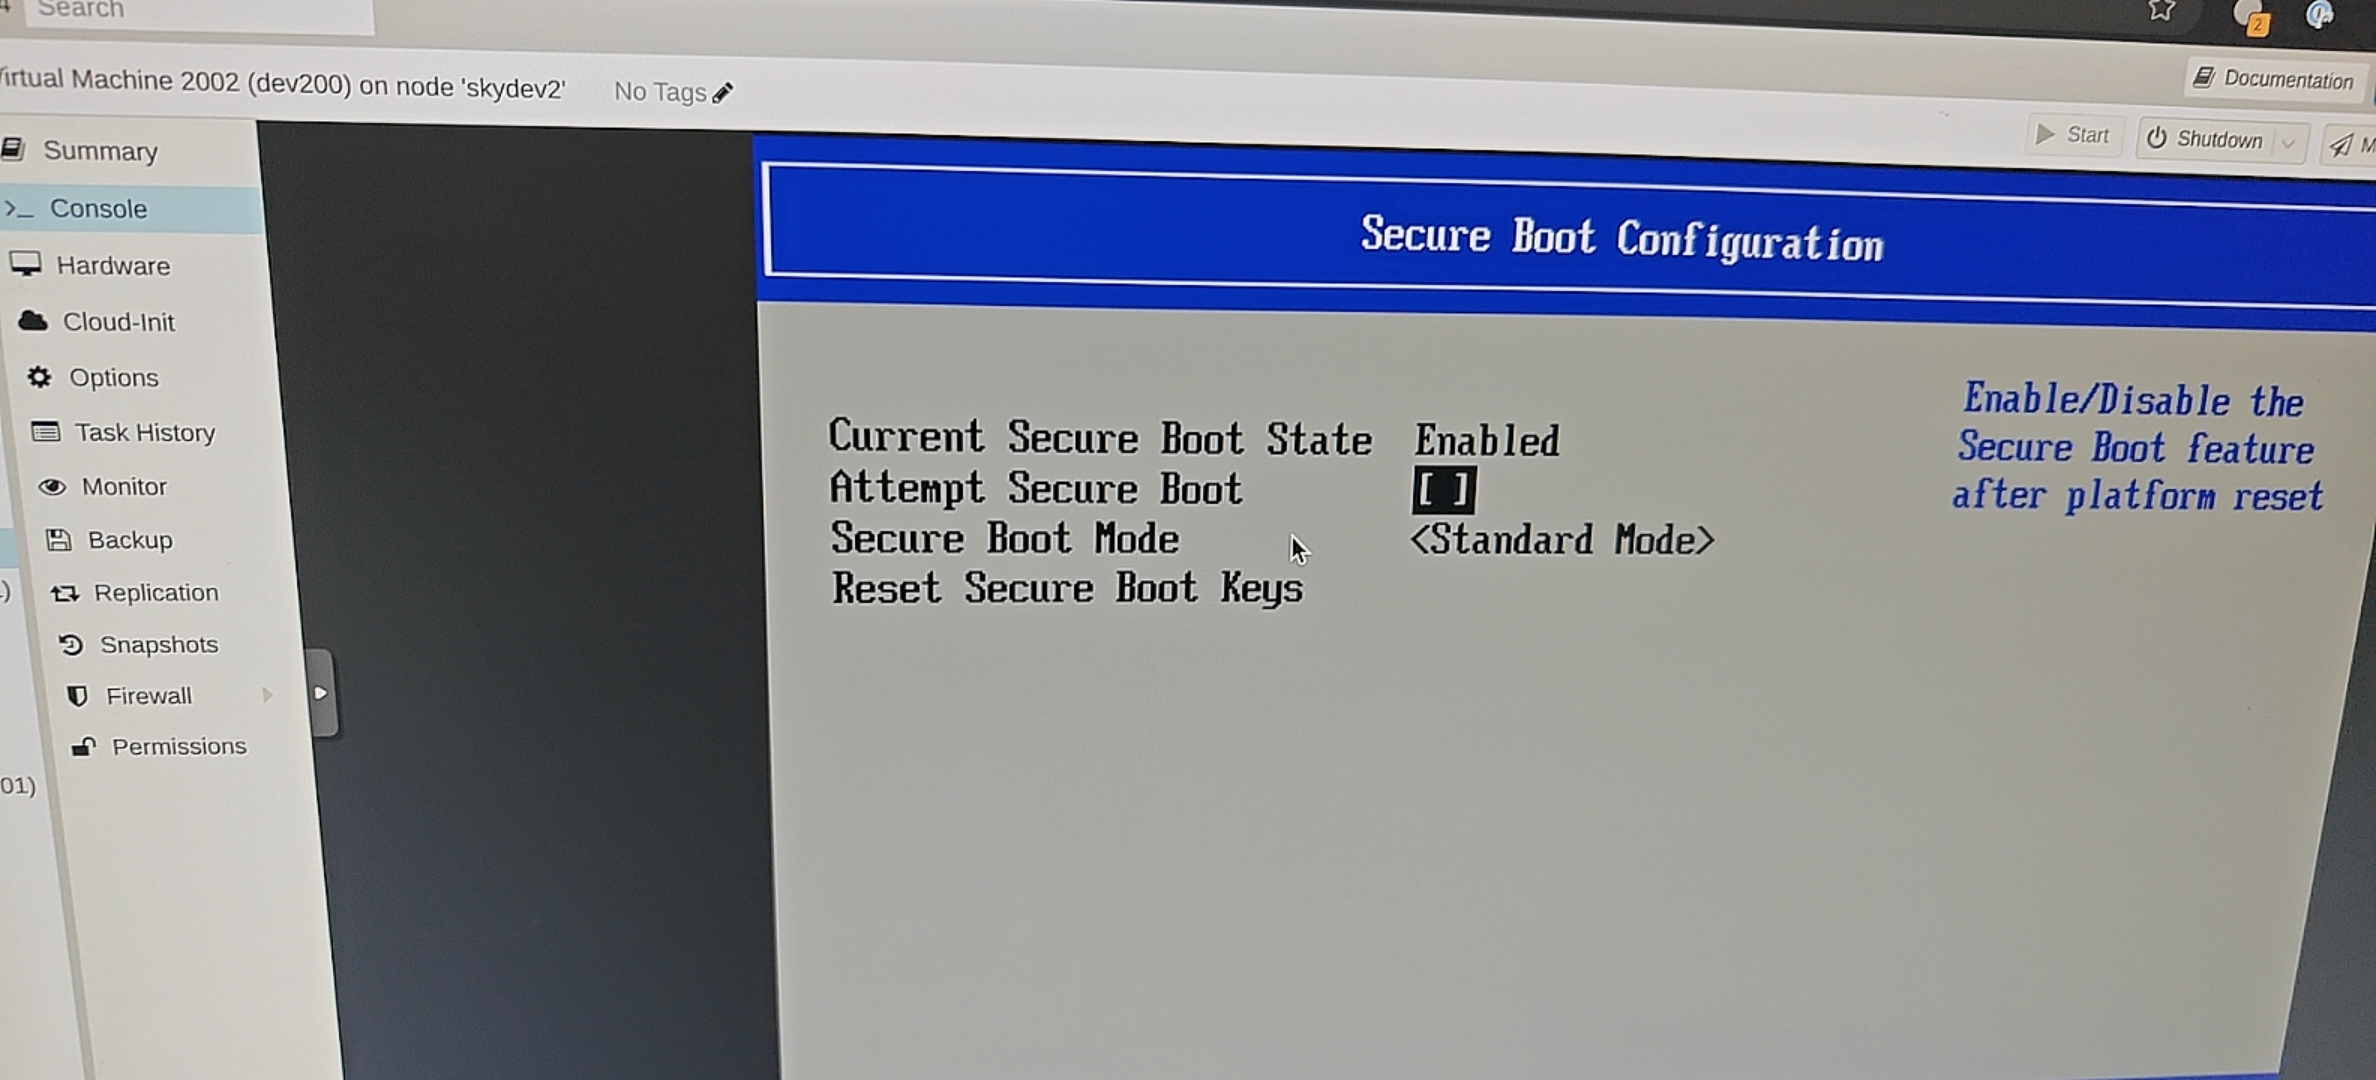 Search
2
irtual Machine 2002 (dev200) on node 'skydev2'
No Tags
Documentation
Start
Shutdown
Summary
Console
Hardware
Cloud-Init
Options
Task History
Monitor
Backup
Replication
Snapshots
Firewall
Permissions
01)
Secure Boot Configuration
Current Secure Boot State Enabled
Attempt Secure Boot [ ]
Secure Boot Mode <Standard Mode>
Reset Secure Boot Keys
Enable/Disable the
Secure Boot feature
after platform reset